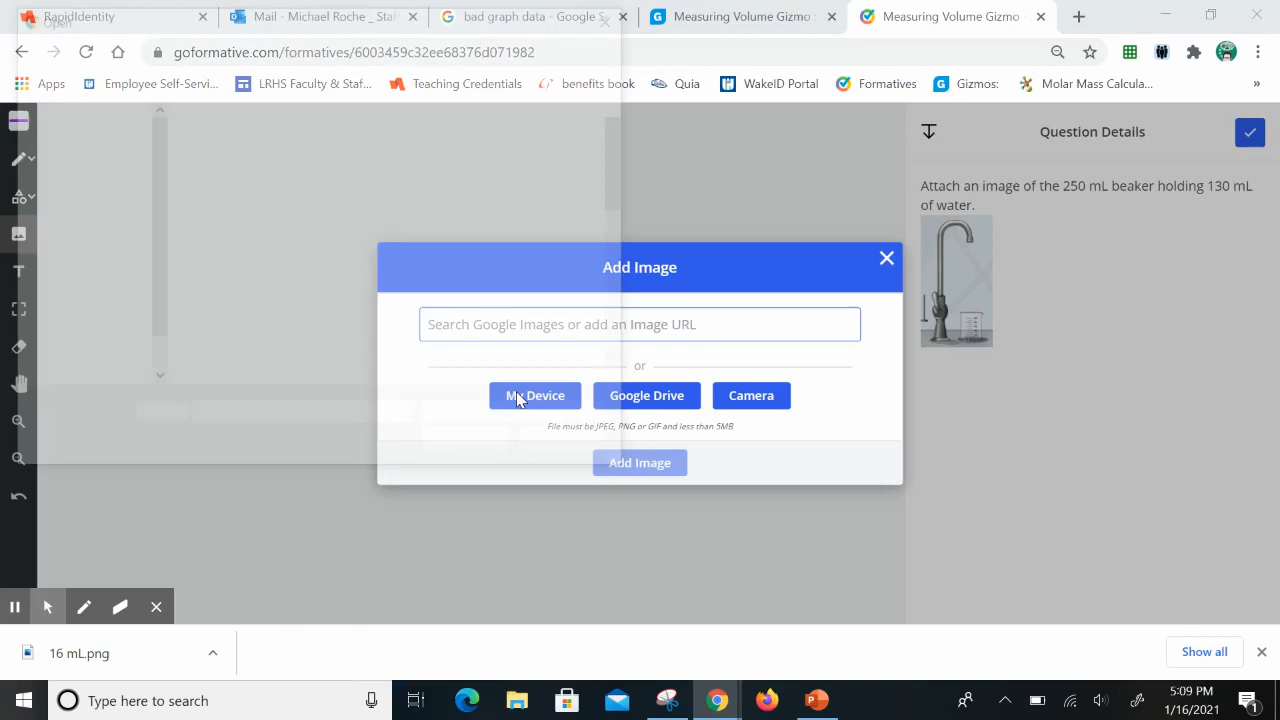 RapidIdentity
Mail - Michael Roche _ Staf
bad graph data - Google S
Measuring Volume Gizmo
Measuring Volume Gizmo
Open
goformative.com/formatives/6003459c32ee68376d071982
Apps
Employee Self-Servi...
LRHS Faculty & Staf...
Teaching Credentials
benefits book
Quia
WakeID Portal
Formatives
Gizmos:
Molar Mass Calcula...
»
Question Details
Attach an image of the 250 mL beaker holding 130 mL
of water.
Add Image
Search Google Images or add an Image URL
or
My Device
Google Drive
Camera
File must be JPEG, PNG or GIF and less than 5MB
Add Image
16 mL.png
Show all
Type here to search
5:09 PM
1/16/2021
1